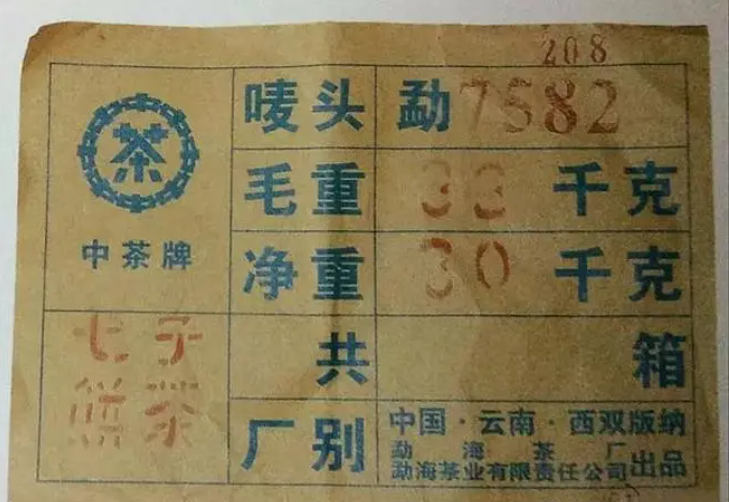 208
茶
中茶牌
唛头 勐7582
毛重 33 千克
净重 30 千克
七子
餅茶
共 箱
厂别
中国·云南·西双版纳
勐海茶厂
勐海茶业有限责任公司出品